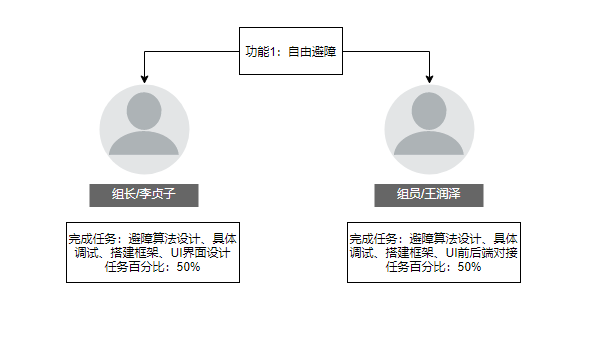 功能1：自由避障
组长/李贞子
组员/王润泽
完成任务：避障算法设计、具体
调试、搭建框架、UI界面设计
任务百分比：50%
完成任务：避障算法设计、具体
调试、搭建框架、UI前后端对接
任务百分比：50%